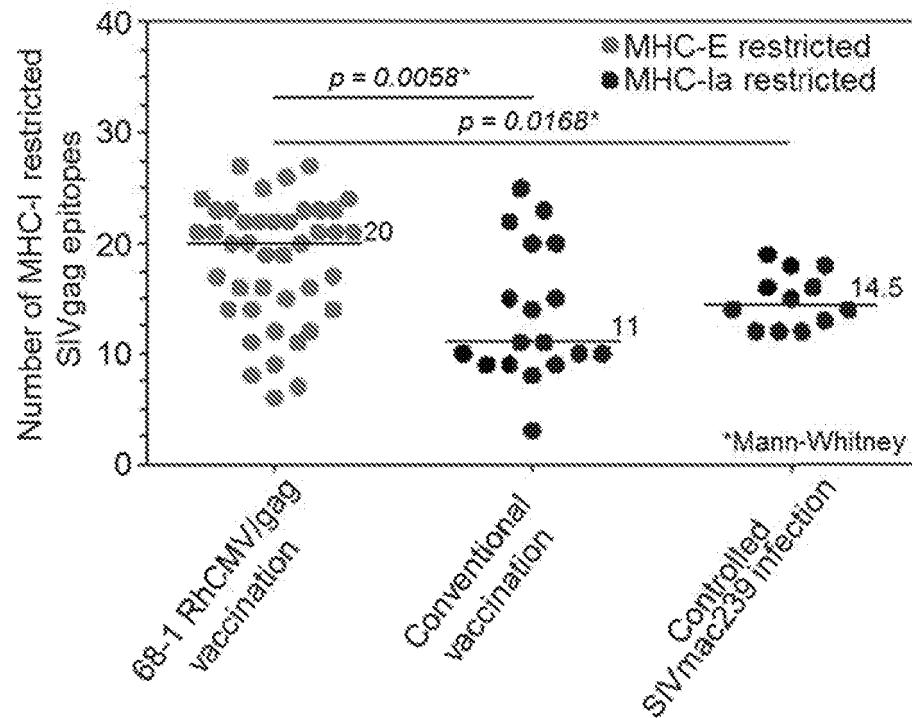 Number of MHC-I restricted
SIVgag epitopes
40
30
20
10
0
MHC-E restricted
MHC-Ia restricted
p = 0.0058*
p = 0.0168*
20
11
14.5
*Mann-Whitney
68-1 RhCMV/gag
vaccination
Conventional
vaccination
Controlled
SIVmac239 infection